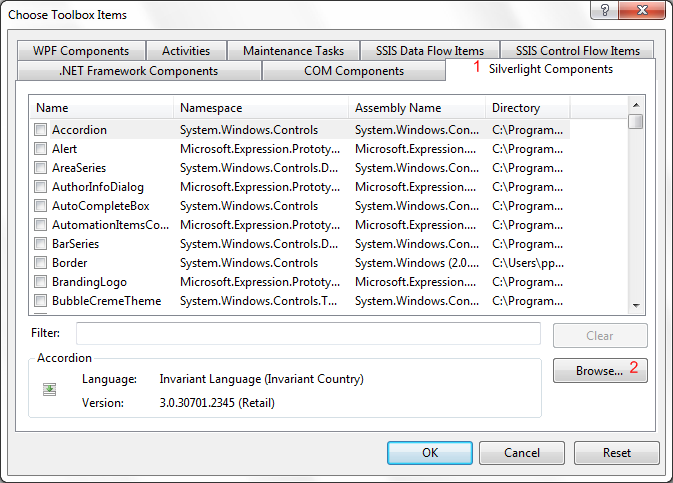 Choose Toolbox Items
?
WPF Components Activities Maintenance Tasks SSIS Data Flow Items SSIS Control Flow Items
.NET Framework Components COM Components 1 Silverlight Components
Name Namespace Assembly Name Directory
Accordion System.Windows.Controls System.Windows.Con... C:\Program...
Alert Microsoft.Expression.Prototy... Microsoft.Expression.... C:\Program...
AreaSeries System.Windows.Controls.D... System.Windows.Con... C:\Program...
AuthorInfoDialog Microsoft.Expression.Prototy... Microsoft.Expression.... C:\Program...
AutoCompleteBox System.Windows.Controls System.Windows.Con... C:\Program...
AutomationItemsCo... Microsoft.Expression.Prototy... Microsoft.Expression.... C:\Program...
BarSeries System.Windows.Controls.D... System.Windows.Con... C:\Program...
Border System.Windows.Controls System.Windows (2.0.... C:\Users\pp...
BrandingLogo Microsoft.Expression.Prototy... Microsoft.Expression.... C:\Program...
BubbleCremeTheme System.Windows.Controls.T... System.Windows.Con... C:\Program...
Filter: Clear
Accordion
Browse... 2
Language: Invariant Language (Invariant Country)
Version: 3.0.30701.2345 (Retail)
OK Cancel Reset